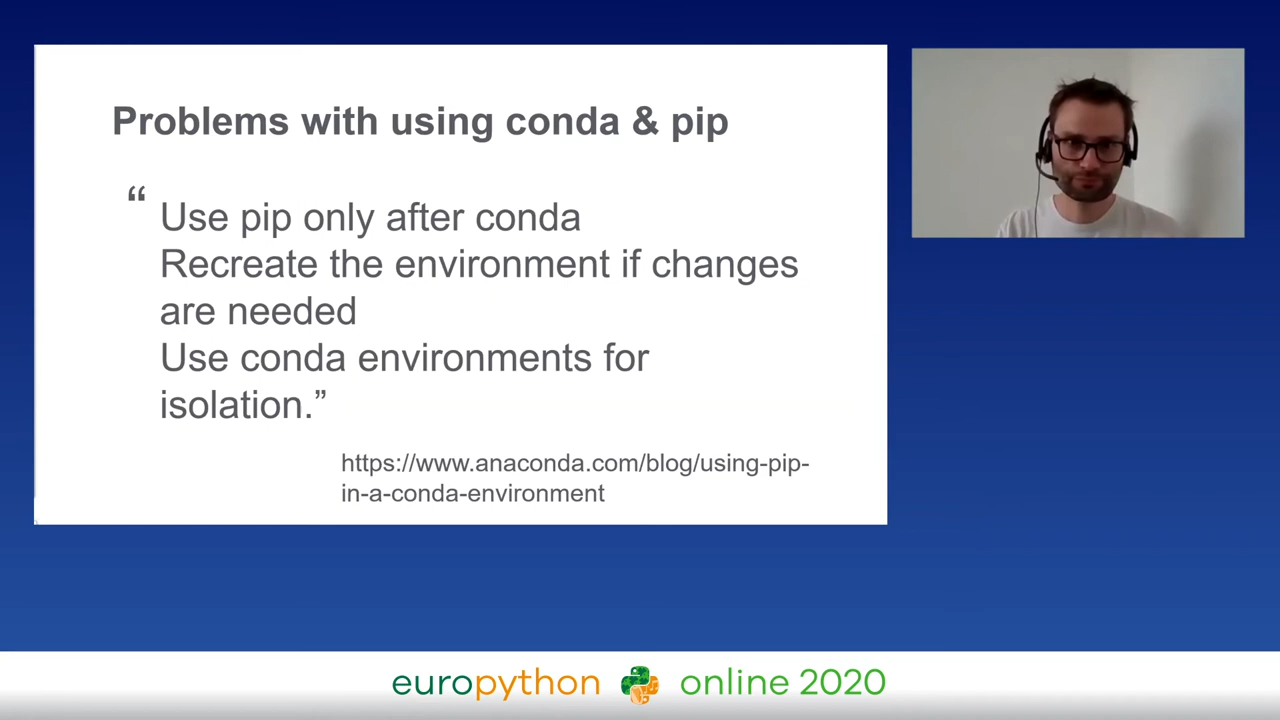 Problems with using conda & pip
“ Use pip only after conda
Recreate the environment if changes
are needed
Use conda environments for
isolation.”
https://www.anaconda.com/blog/using-pip-
in-a-conda-environment
europython online 2020